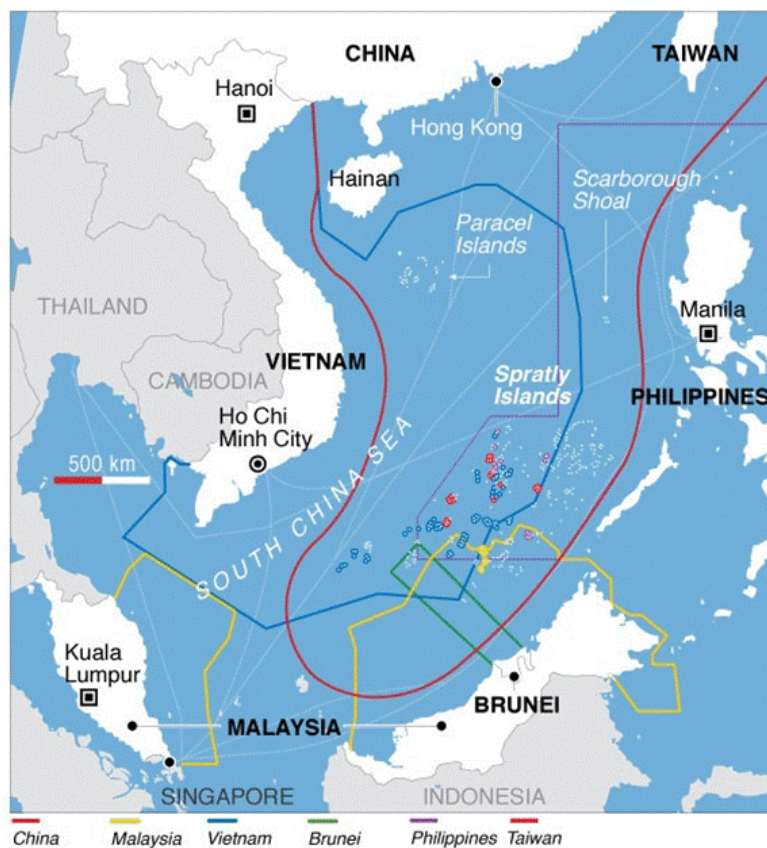 CHINA
TAIWAN
Hanoi
Hong Kong
Hainan
Scarborough
Shoal
Paracel
Islands
THAILAND
Manila
VIETNAM
CAMBODIA
Spratly
Islands
PHILIPPINES
Ho Chi
Minh City
500 km
SOUTH CHINA SEA
Kuala
Lumpur
BRUNEI
MALAYSIA
SINGAPORE
INDONESIA
China
Malaysia
Vietnam
Brunei
Philippines
Taiwan